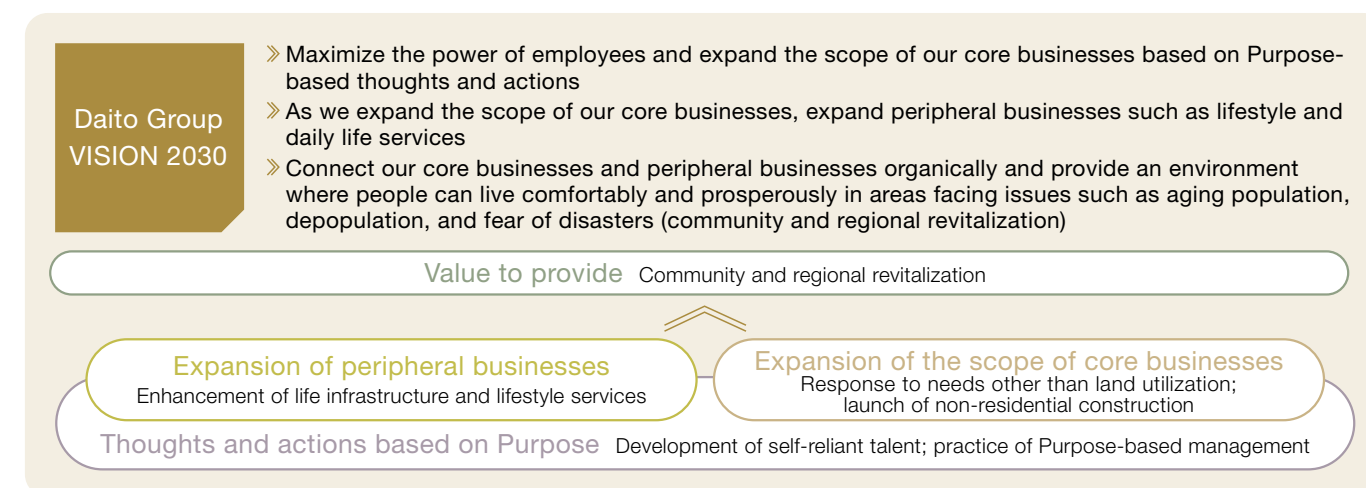 Daito Group
VISION 2030
Maximize the power of employees and expand the scope of our core businesses based on Purpose-
based thoughts and actions
As we expand the scope of our core businesses, expand peripheral businesses such as lifestyle and
daily life services
Connect our core businesses and peripheral businesses organically and provide an environment
where people can live comfortably and prosperously in areas facing issues such as aging population,
depopulation, and fear of disasters (community and regional revitalization)
Value to provide Community and regional revitalization
Expansion of peripheral businesses
Enhancement of life infrastructure and lifestyle services
Expansion of the scope of core businesses
Response to needs other than land utilization;
launch of non-residential construction
Thoughts and actions based on Purpose Development of self-reliant talent; practice of Purpose-based management